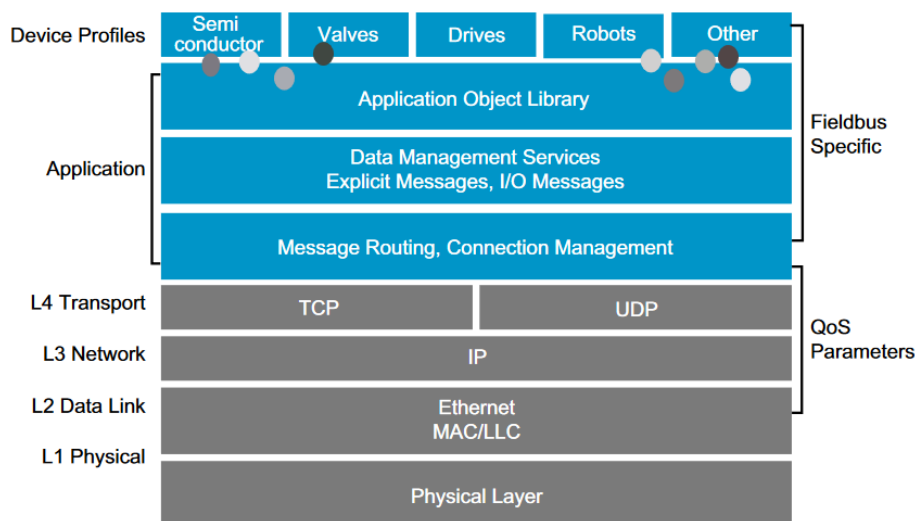 Device Profiles
Semi
conductor
Valves
Drives
Robots
Other
Application Object Library
Fieldbus
Specific
Application
Data Management Services
Explicit Messages, I/O Messages
Message Routing, Connection Management
L4 Transport
TCP
UDP
QoS
Parameters
L3 Network
IP
L2 Data Link
Ethernet
MAC/LLC
L1 Physical
Physical Layer